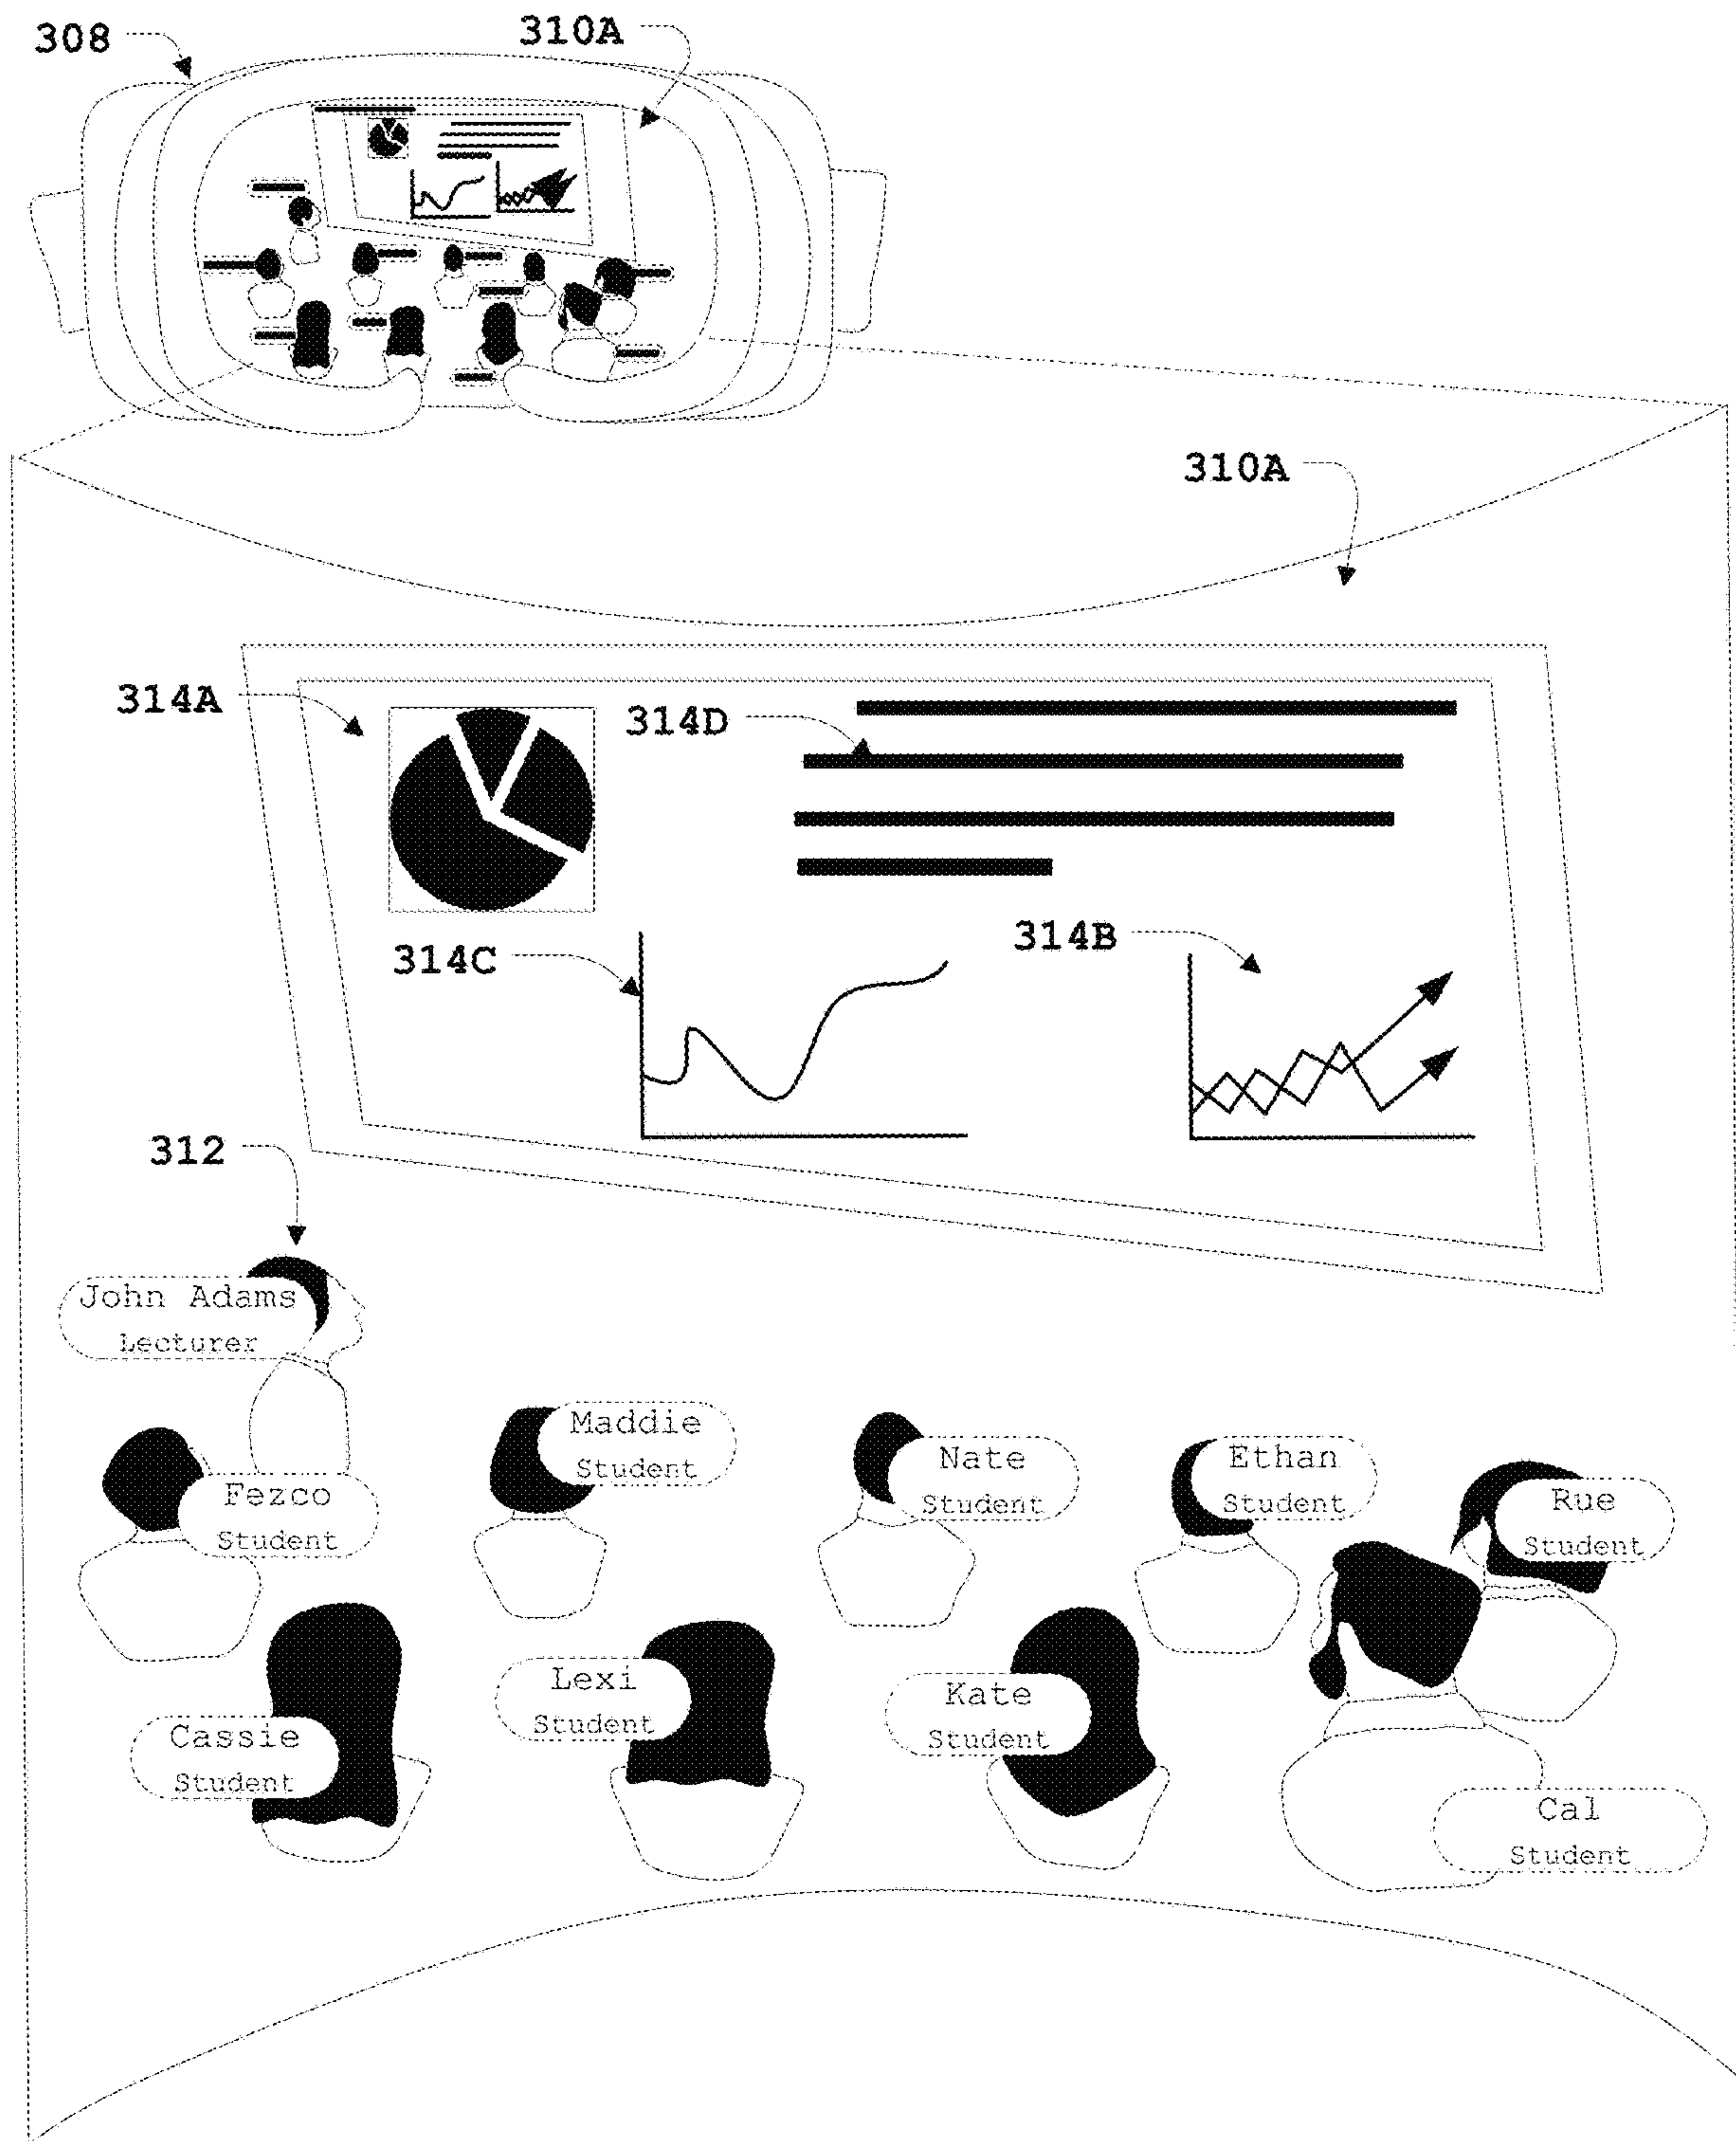 308
310A
310A
314A
314D
314C
314B
312
John Adams
Lecturer
Maddie
Student
Nate
Student
Ethan
Student
Fezco
Student
Rue
Student
Lexi
Student
Kate
Student
Cassie
Student
Cal
Student